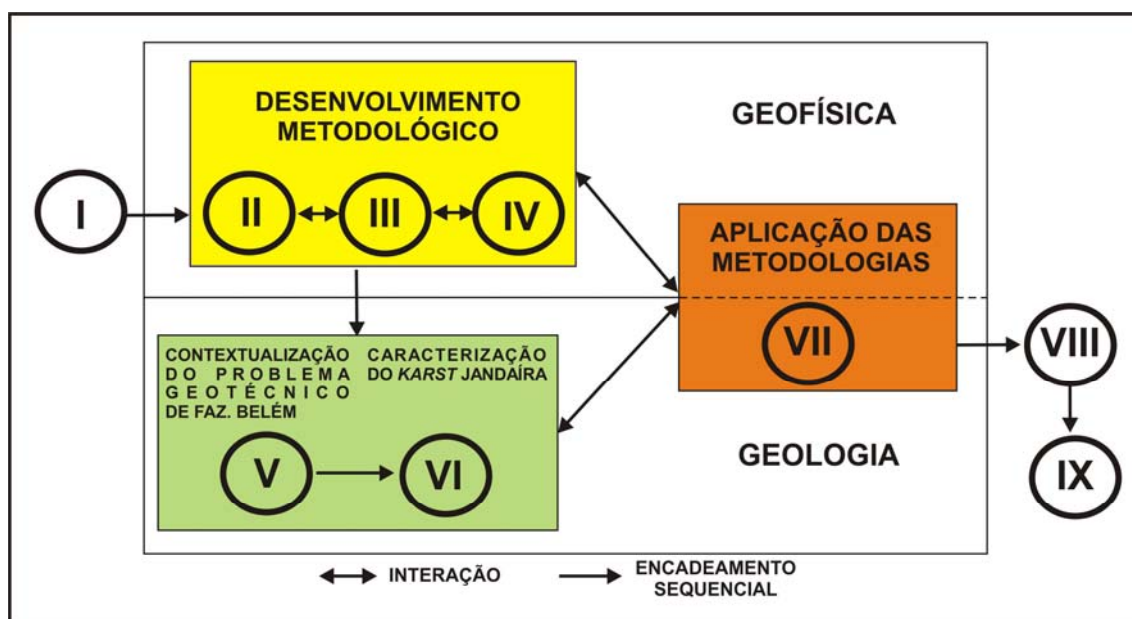 DESENVOLVIMENTO
METODOLÓGICO
GEOFÍSICA
I
II
III
IV
APLICAÇÃO DAS
METODOLOGIAS
VII
VIII
IX
CONTEXTUALIZAÇÃO
DO PROBLEMA
GEOTÉCNICO
DE FAZ. BELÉM
CARACTERIZAÇÃO
DO KARST JANDAÍRA
V
VI
GEOLOGIA
INTERAÇÃO
ENCADEAMENTO
SEQUENCIAL